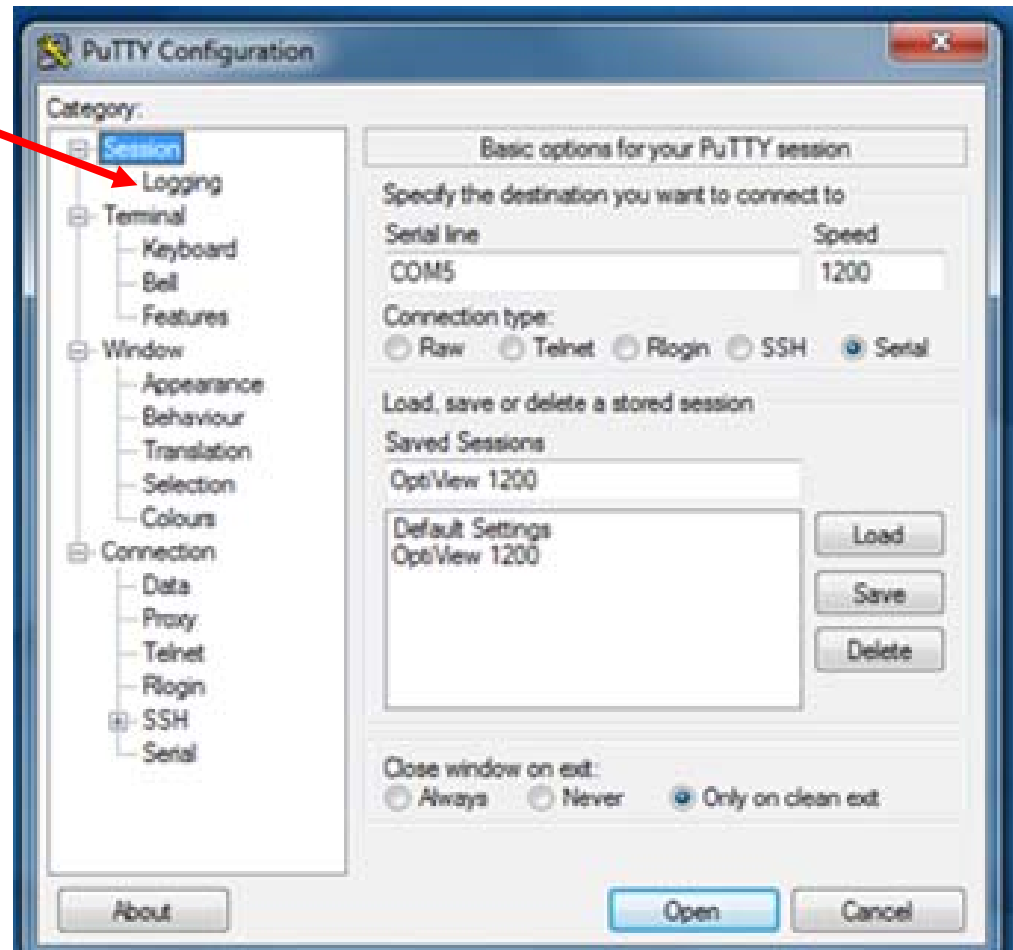 PuTTY Configuration
Category:
Session
Logging
Terminal
Keyboard
Bell
Features
Window
Appearance
Behaviour
Translation
Selection
Colours
Connection
Data
Proxy
Telnet
Rlogin
SSH
Serial
Basic options for your PuTTY session
Specify the destination you want to connect to
Serial line Speed
COM5 1200
Connection type:
Raw Telnet Rlogin SSH Serial
Load, save or delete a stored session
Saved Sessions
OptiView 1200
Default Settings
OptiView 1200
Load
Save
Delete
Close window on exit:
Always Never Only on clean exit
About Open Cancel